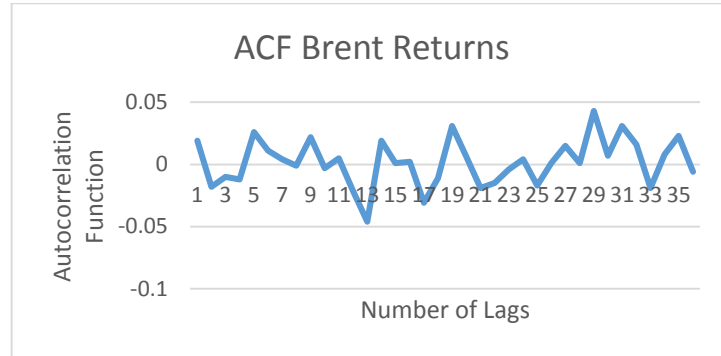 ACF Brent Returns
Autocorrelation
Function
0.05
0
-0.05
-0.1
1 3 5 7 9 11 13 15 17 19 21 23 25 27 29 31 33 35
Number of Lags